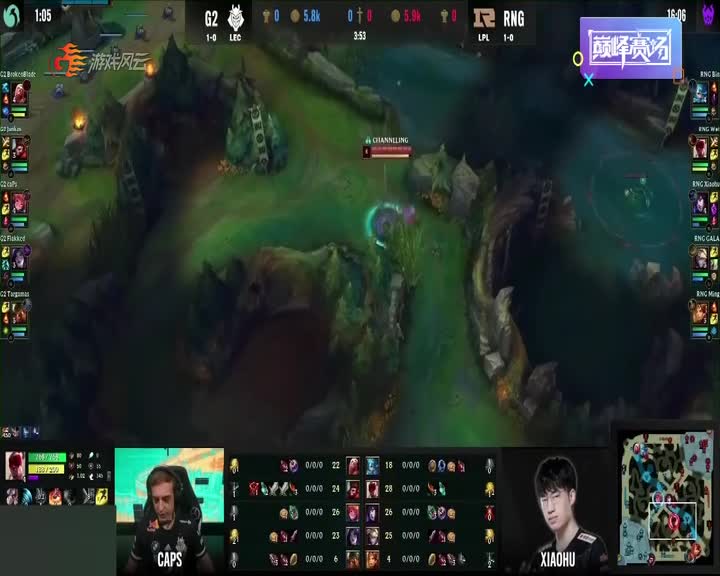 1:05
G2
1-0
LEC
0
5.8k
0
0
5.9k
0
3:53
RNG
LPL
1-0
16:06
游戏风云
巅峰赛场
CHANNELING
G2 BrokenBlade
G2 Jankos
G2 caPs
G2 Flakked
G2 Targamas
RNG Bin
RNG Wei
RNG Xiaohu
RNG GALA
RNG Ming
0/0/0 22 18 0/0/0
0/0/0 24 28 0/0/0
0/0/0 26 26 0/0/0
0/0/0 23 25 0/0/0
0/0/0 6 4 0/0/0
CAPS
XIAOHU